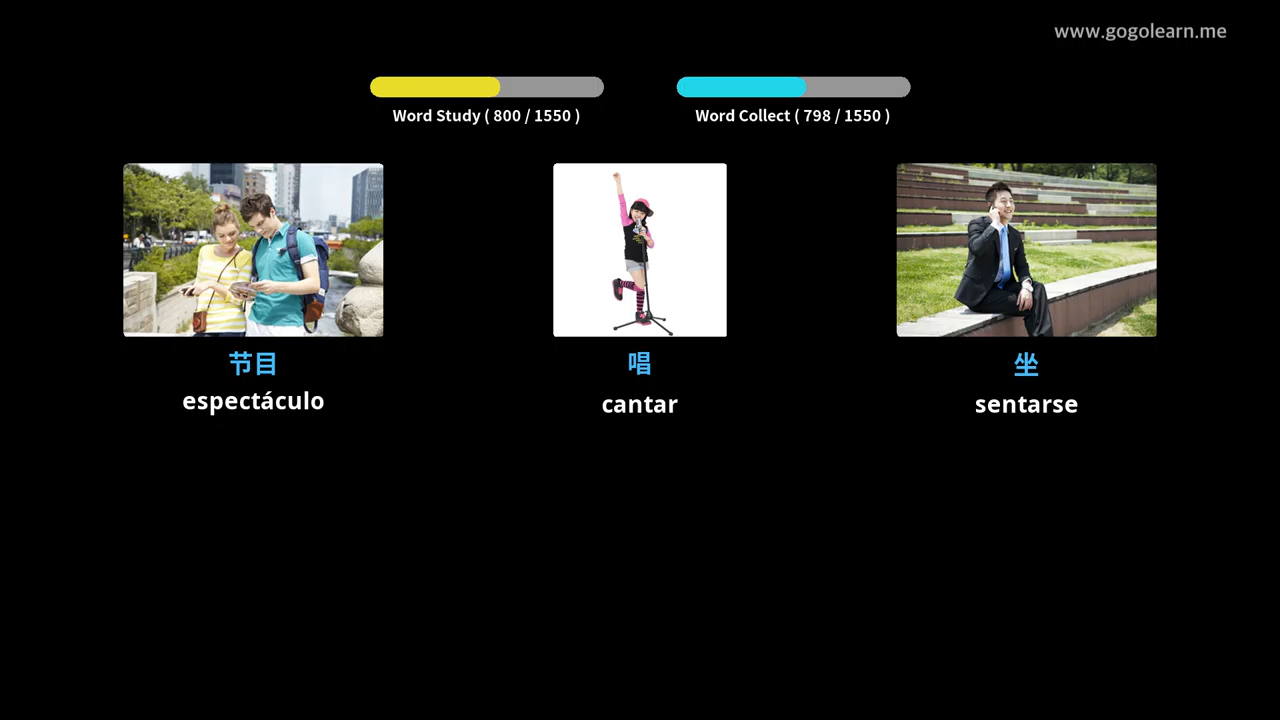 www.gogolearn.me
Word Study ( 800 / 1550 )
Word Collect ( 798 / 1550 )
节目
唱
坐
espectáculo
cantar
sentarse